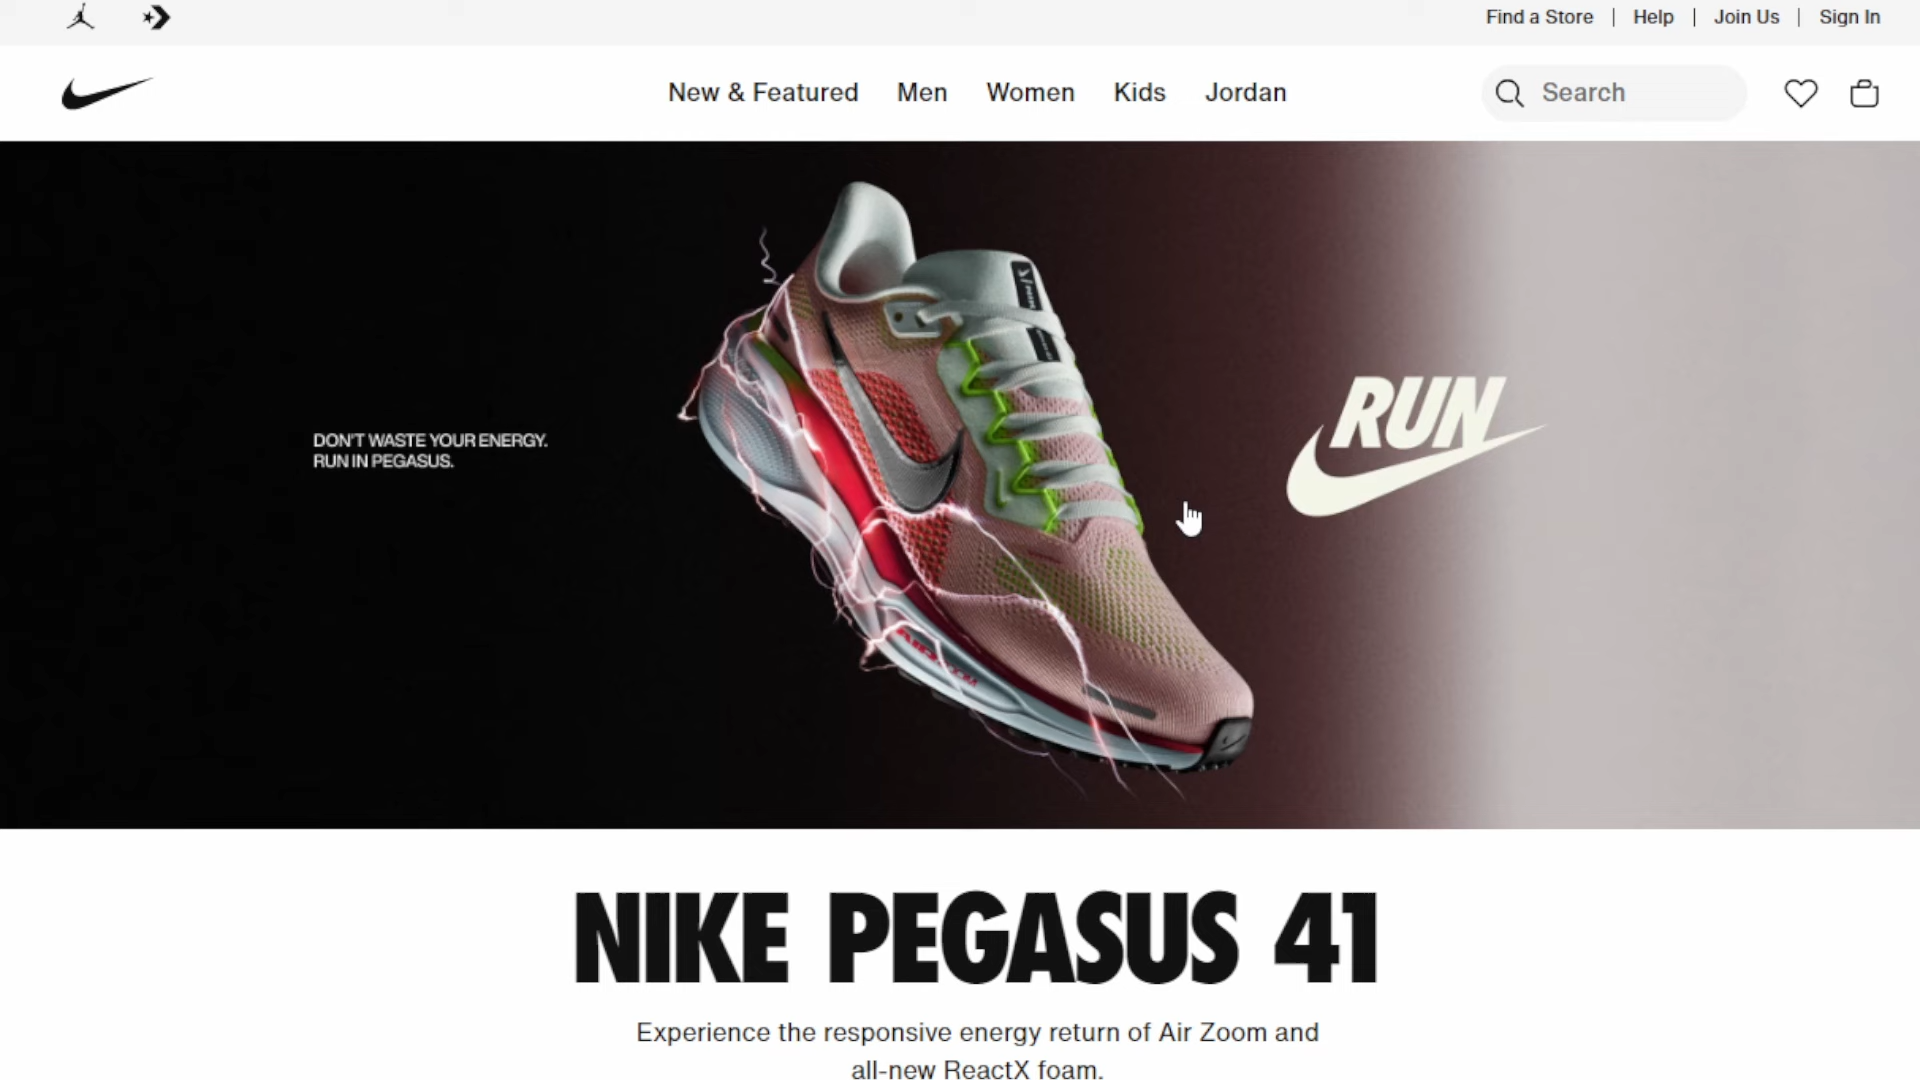 Find a Store | Help | Join Us | Sign In
New & Featured Men Women Kids Jordan
Search
DON'T WASTE YOUR ENERGY.
RUN IN PEGASUS.
RUN
NIKE PEGASUS 41
Experience the responsive energy return of Air Zoom and
all-new ReactX foam.